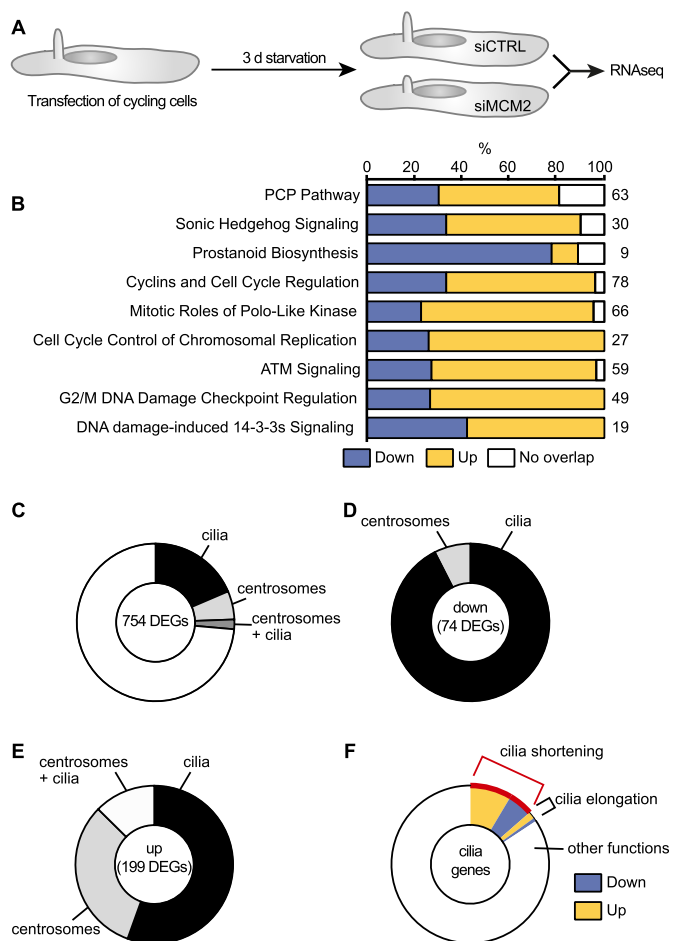 A
Transfection of cycling cells
3 d starvation
siCTRL
siMCM2
RNAseq
B
%
0 20 40 60 80 100
PCP Pathway 63
Sonic Hedgehog Signaling 30
Prostanoid Biosynthesis 9
Cyclins and Cell Cycle Regulation 78
Mitotic Roles of Polo-Like Kinase 66
Cell Cycle Control of Chromosomal Replication 27
ATM Signaling 59
G2/M DNA Damage Checkpoint Regulation 49
DNA damage-induced 14-3-3s Signaling 19
Down Up No overlap
C
cilia
centrosomes
centrosomes
+ cilia
754 DEGs
D
centrosomes
cilia
down
(74 DEGs)
E
centrosomes
+ cilia
cilia
up
(199 DEGs)
centrosomes
F
cilia shortening
cilia elongation
other functions
cilia
genes
Down
Up